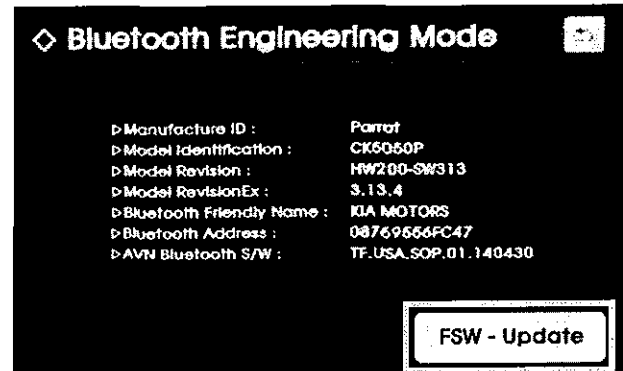 ◇ Bluetooth Engineering Mode
▷Manufacture ID : Parrot
▷Model Identification : CK5050P
▷Model Revision : HW200-SW313
▷Model RevisionEx : 3.13.4
▷Bluetooth Friendly Name : KIA MOTORS
▷Bluetooth Address :
▷AVN Bluetooth S/W : TF.USA.SOP.01.140430
FSW - Update